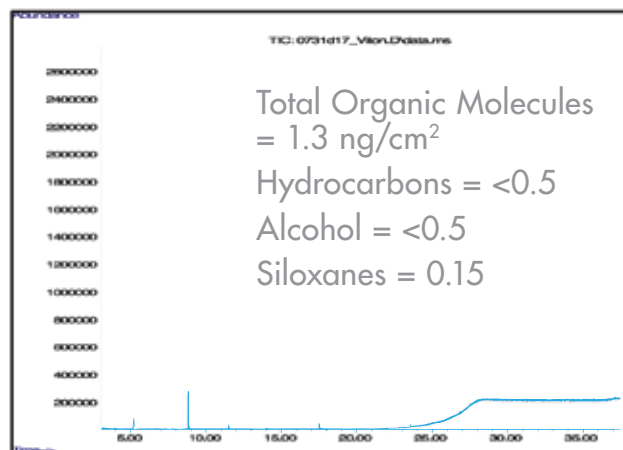 Abundance
TIC: 0731d17_Viton.D\data.ms
2600000
2400000
2200000
2000000
1800000
1600000
1400000
1200000
1000000
800000
600000
400000
200000
Total Organic Molecules
= 1.3 ng/cm²
Hydrocarbons = <0.5
Alcohol = <0.5
Siloxanes = 0.15
5.00 10.00 15.00 20.00 25.00 30.00 35.00